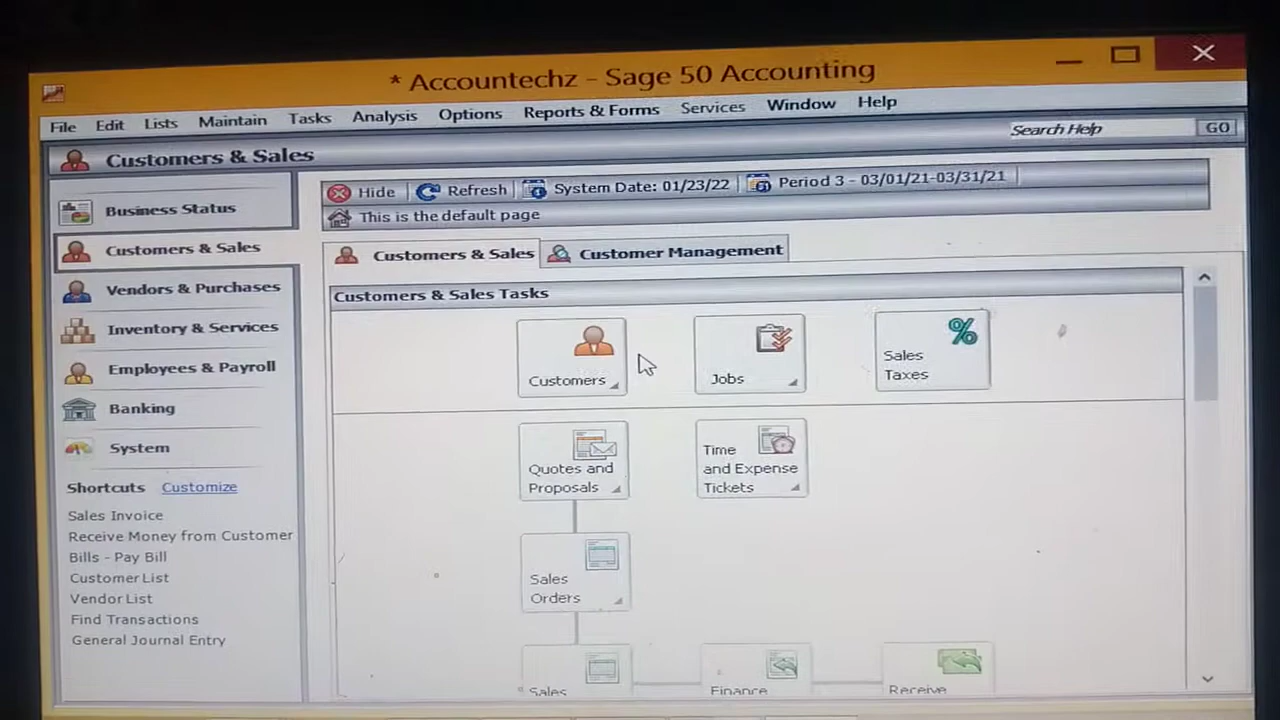 * Accountechz - Sage 50 Accounting
File Edit Lists Maintain Tasks Analysis Options Reports & Forms Services Window Help
Search Help GO
Customers & Sales
Hide Refresh System Date: 01/23/22 Period 3 - 03/01/21-03/31/21
This is the default page
Business Status
Customers & Sales
Vendors & Purchases
Inventory & Services
Employees & Payroll
Banking
System
Shortcuts Customize
Sales Invoice
Receive Money from Customer
Bills - Pay Bill
Customer List
Vendor List
Find Transactions
General Journal Entry
Customers & Sales Customer Management
Customers & Sales Tasks
Customers
Jobs
Sales
Taxes
Quotes and
Proposals
Time
and Expense
Tickets
Sales
Orders
Sales
Finance
Receive